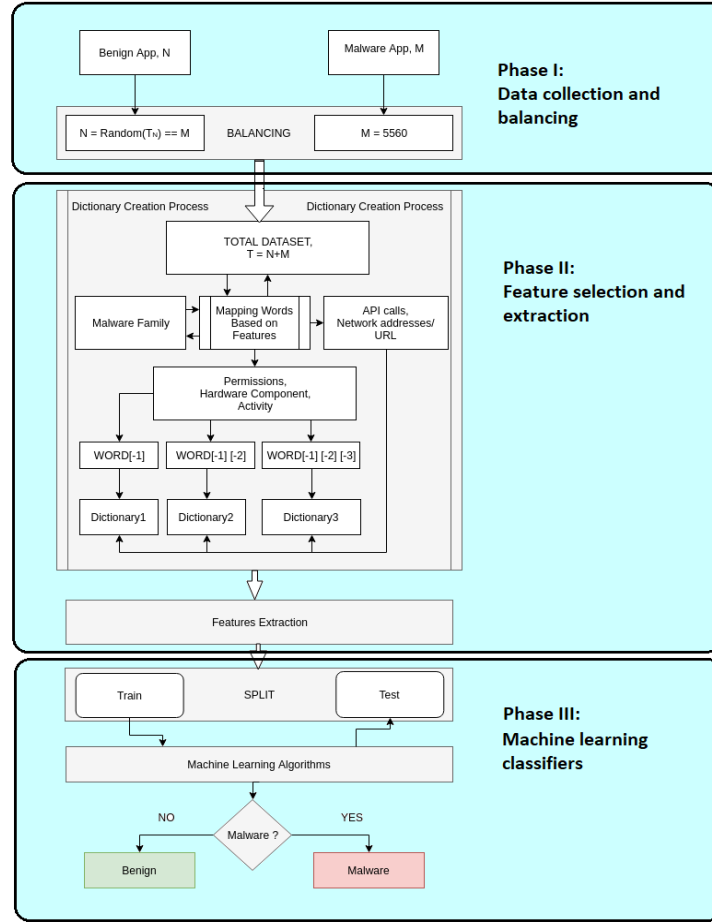 Benign App, N
Malware App, M
Phase I:
Data collection and
balancing
N = Random(TN) == M
BALANCING
M = 5560
Dictionary Creation Process
Dictionary Creation Process
TOTAL DATASET,
T = N+M
Phase II:
Feature selection and
extraction
Malware Family
Mapping Words
Based on
Features
API calls,
Network addresses/
URL
Permissions,
Hardware Component,
Activity
WORD[-1]
WORD[-1] [-2]
WORD[-1] [-2] [-3]
Dictionary1
Dictionary2
Dictionary3
Features Extraction
Train
SPLIT
Test
Phase III:
Machine learning
classifiers
Machine Learning Algorithms
NO
Malware ?
YES
Benign
Malware